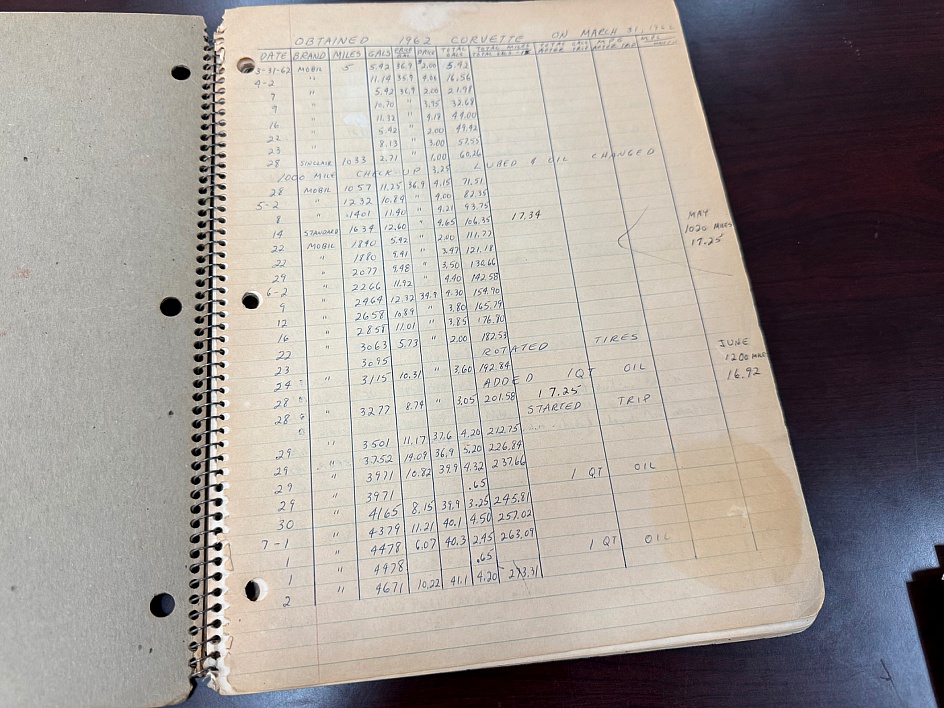 OBTAINED 1962 CORVETTE ON MARCH 31, 1962
DATE BRAND MILES GALS PRICE GAL PAID TOTAL GALS TOTAL MILES
3-31-62 MOBIL 5 5.42 36.9 $2.00 5.42
4-2 " 11.14 35.9 4.00 16.56
7 " 5.42 36.9 2.00 21.98
9 " 10.70 " 3.95 32.68
16 " 11.32 " 4.18 44.00
22 " 5.42 " 2.00 49.42
23 " 8.13 " 3.00 57.55
28 SINCLAIR 1033 2.71 " 1.00 60.26
1000 MILE CHECK UP 3.25 LUBED & OIL CHANGED
28 MOBIL 1057 11.25 36.9 4.15 71.51
5-2 " 1232 10.84 " 4.00 82.35
8 " 1401 11.40 " 4.21 93.75
14 STANDARD 1634 12.60 " 4.65 106.35 17.34
22 MOBIL 1840 5.42 " 2.00 111.77
22 " 1880 9.41 " 3.47 121.18
29 " 2077 9.48 " 3.50 130.66
6-2 " 2266 11.92 4.40 142.58
9 " 2464 12.32 34.9 4.30 154.90
12 " 2658 10.89 " 3.80 165.79
16 " 2858 11.01 " 3.85 176.80
22 3063 5.73 " 2.00 182.53
23 3095 ROTATED TIRES
24 " 3115 10.31 " 3.60 192.84
28 ADDED 1QT OIL
28 " 3277 8.74 " 3.05 201.58 17.25
STARTED TRIP
29 " 3501 11.17 37.6 4.20 212.75
29 " 3752 14.09 36.9 5.20 226.84
29 " 3971 10.82 39.9 4.32 237.66
29 " 3971 .65 1 QT OIL
30 " 4165 8.15 39.9 3.25 245.81
7-1 " 4379 11.21 40.1 4.50 257.02
1 " 4478 6.07 40.3 2.45 263.09
1 " 4478 .65 1 QT OIL
2 " 4671 10.22 41.1 4.20 273.31
MAY
1020 MILES
17.25
JUNE
1200 MILES
16.92